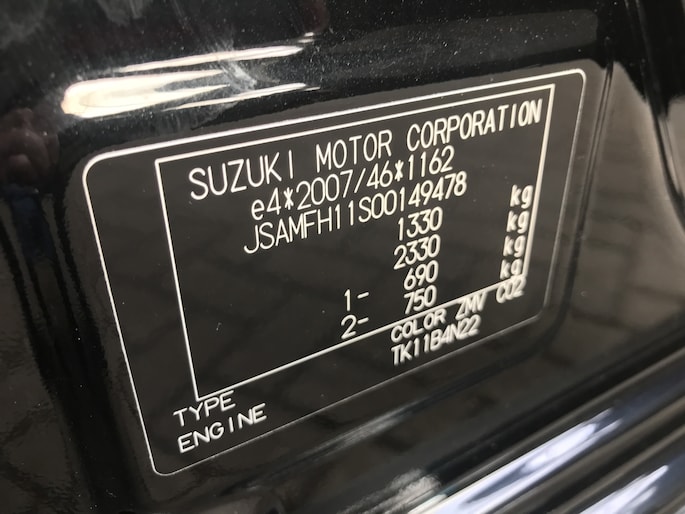 SUZUKI MOTOR CORPORATION
e4*2007/46*1162
JSAMFH11S00149478
1330 kg
2330 kg
1- 690 kg
2- 750 kg
COLOR ZMV C02
TYPE TK11B4N22
ENGINE